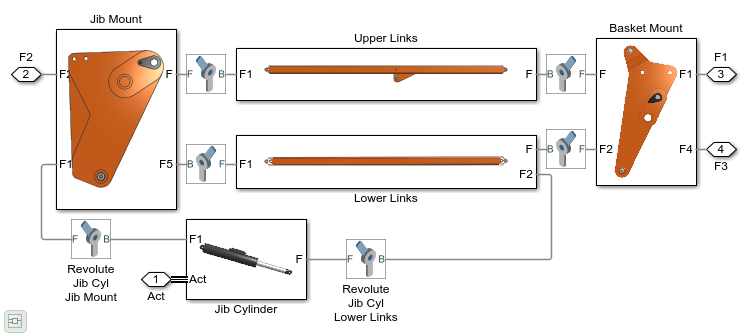 Jib Mount
Upper Links
Basket Mount
F2
2
F2
F
F
B
F1
F
B
F
F
F1
F1
3
F1
F5
F
B
F1
F
B
F
F2
F4
4
F3
F2
Lower Links
F
B
F1
F
F
B
Revolute
Jib Cyl
Jib Mount
1
Act
Act
Jib Cylinder
Revolute
Jib Cyl
Lower Links